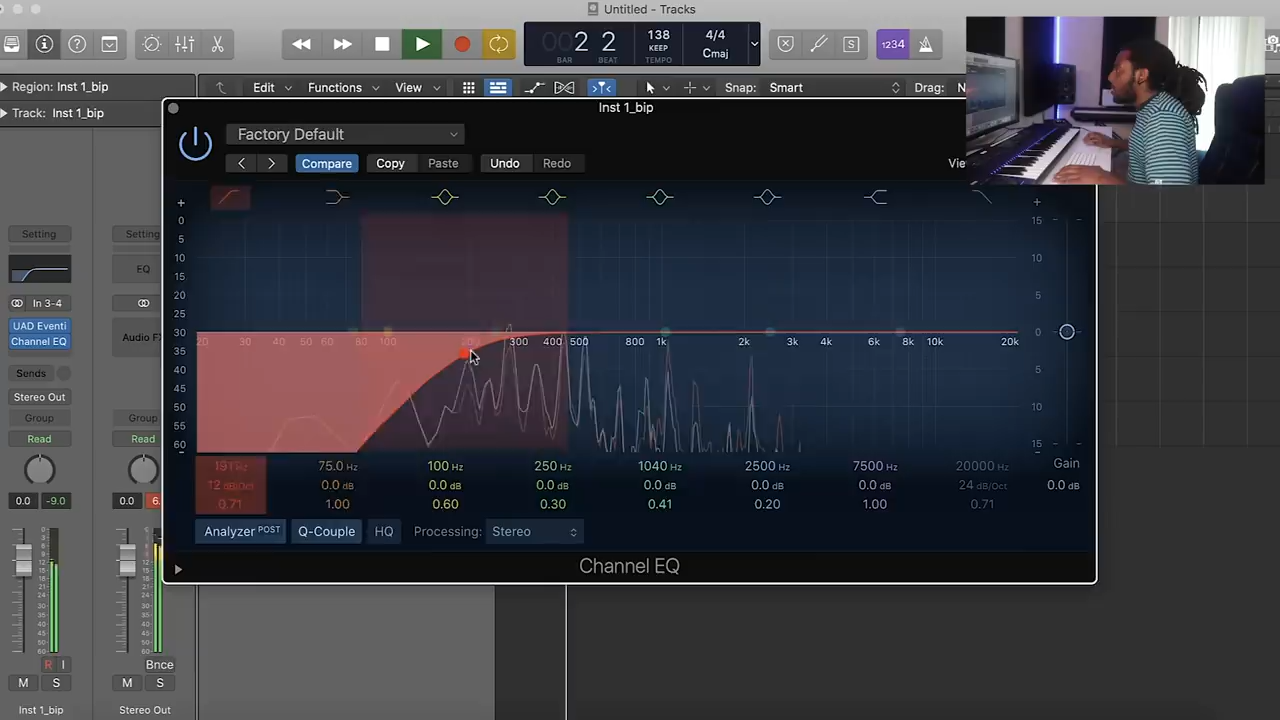 Untitled - Tracks
002 2
BAR BEAT
138
KEEP
TEMPO
4/4
Cmaj
S
1234
Region: Inst 1_bip
Edit Functions View Snap: Smart Drag: N
Track: Inst 1_bip
Inst 1_bip
Factory Default
Compare Copy Paste Undo Redo Vie
+ +
0 15
5
10 10
15
20
25 5
30 0
20 30 40 50 60 80 100 300 400 500 800 1k 2k 3k 4k 6k 8k 10k 20k
35
40 5
45
50 10
55
60 15
- -
Gain
75.0 Hz 100 Hz 250 Hz 1040 Hz 2500 Hz 7500 Hz 20000 Hz
12 dB/Oct 0.0 dB 0.0 dB 0.0 dB 0.0 dB 0.0 dB 0.0 dB 24 dB/Oct 0.0 dB
0.71 1.00 0.60 0.30 0.41 0.20 1.00 0.71
Analyzer POST Q-Couple HQ Processing: Stereo
Channel EQ
Setting Setting
EQ
In 3-4
UAD Eventi
Channel EQ
Audio F
Sends
Stereo Out
Group Group
Read Read
0.0 -9.0 0.0 6.
R I Bnce
M S M S
Inst 1_bip Stereo Out